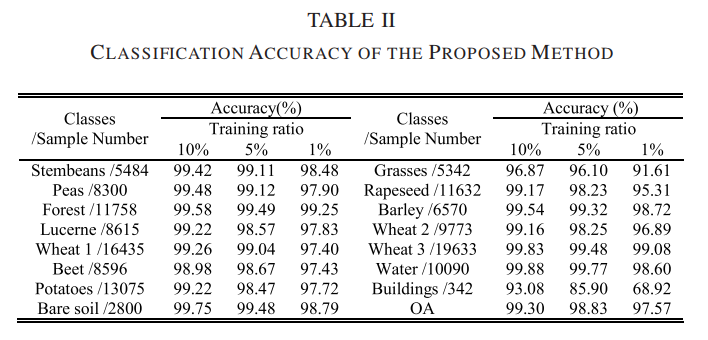 TABLE II
CLASSIFICATION ACCURACY OF THE PROPOSED METHOD
Classes /Sample Number Accuracy(%) Classes /Sample Number Accuracy (%)
Training ratio Training ratio
10% 5% 1% 10% 5% 1%
Stembeans /5484 99.42 99.11 98.48 Grasses /5342 96.87 96.10 91.61
Peas /8300 99.48 99.12 97.90 Rapeseed /11632 99.17 98.23 95.31
Forest /11758 99.58 99.49 99.25 Barley /6570 99.54 99.32 98.72
Lucerne /8615 99.22 98.57 97.83 Wheat 2 /9773 99.16 98.25 96.89
Wheat 1 /16435 99.26 99.04 97.40 Wheat 3 /19633 99.83 99.48 99.08
Beet /8596 98.98 98.67 97.43 Water /10090 99.88 99.77 98.60
Potatoes /13075 99.22 98.47 97.72 Buildings /342 93.08 85.90 68.92
Bare soil /2800 99.75 99.48 98.79 OA 99.30 98.83 97.57